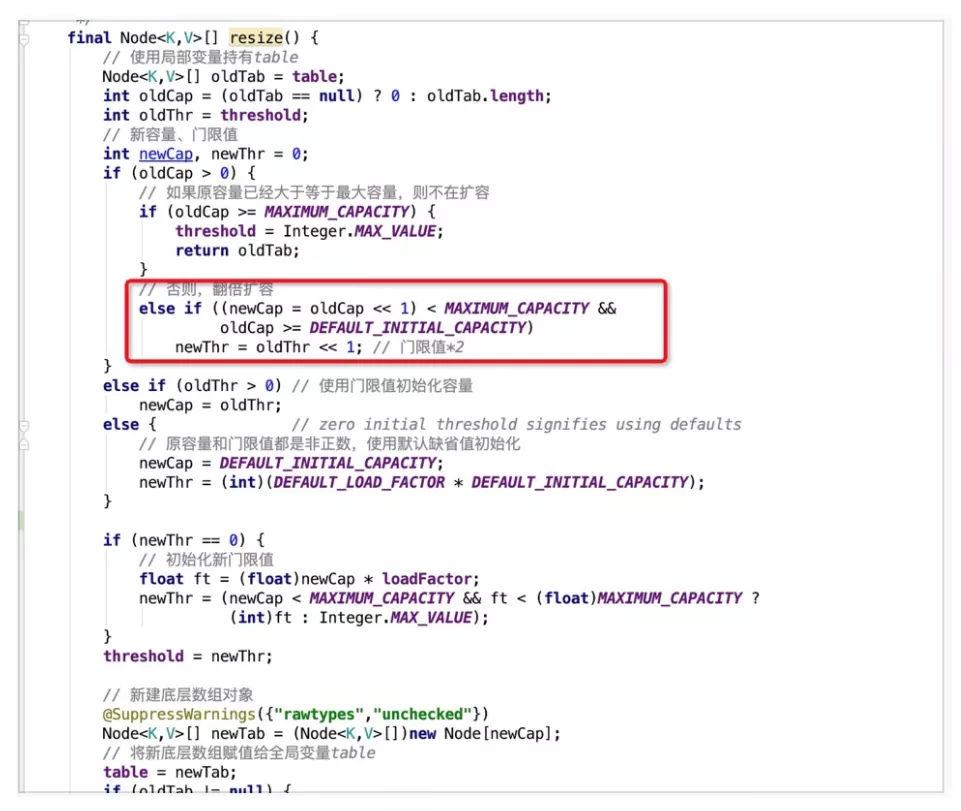 */
final Node<K,V>[] resize() {
// 使用局部变量持有table
Node<K,V>[] oldTab = table;
int oldCap = (oldTab == null) ? 0 : oldTab.length;
int oldThr = threshold;
// 新容量、门限值
int newCap, newThr = 0;
if (oldCap > 0) {
// 如果原容量已经大于等于最大容量，则不在扩容
if (oldCap >= MAXIMUM_CAPACITY) {
threshold = Integer.MAX_VALUE;
return oldTab;
}
// 否则，翻倍扩容
else if ((newCap = oldCap << 1) < MAXIMUM_CAPACITY &&
oldCap >= DEFAULT_INITIAL_CAPACITY)
newThr = oldThr << 1; // 门限值*2
}
else if (oldThr > 0) // 使用门限值初始化容量
newCap = oldThr;
else { // zero initial threshold signifies using defaults
// 原容量和门限值都是非正数，使用默认缺省值初始化
newCap = DEFAULT_INITIAL_CAPACITY;
newThr = (int)(DEFAULT_LOAD_FACTOR * DEFAULT_INITIAL_CAPACITY);
}
if (newThr == 0) {
// 初始化新门限值
float ft = (float)newCap * loadFactor;
newThr = (newCap < MAXIMUM_CAPACITY && ft < (float)MAXIMUM_CAPACITY ?
(int)ft : Integer.MAX_VALUE);
}
threshold = newThr;
// 新建底层数组对象
@SuppressWarnings({"rawtypes","unchecked"})
Node<K,V>[] newTab = (Node<K,V>[])new Node[newCap];
// 将新底层数组赋值给全局变量table
table = newTab;
if (oldTab != null) {